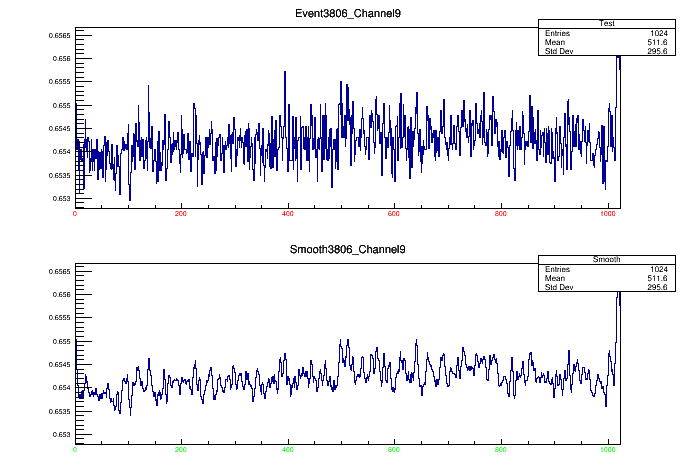 Event3806_Channel9
Test
Entries 1024
Mean 511.6
Std Dev 295.6
0.6565
0.656
0.6555
0.655
0.6545
0.654
0.6535
0.653
0 200 400 600 800 1000
Smooth3806_Channel9
Smooth
Entries 1024
Mean 511.6
Std Dev 295.6
0.6565
0.656
0.6555
0.655
0.6545
0.654
0.6535
0.653
0 200 400 600 800 1000